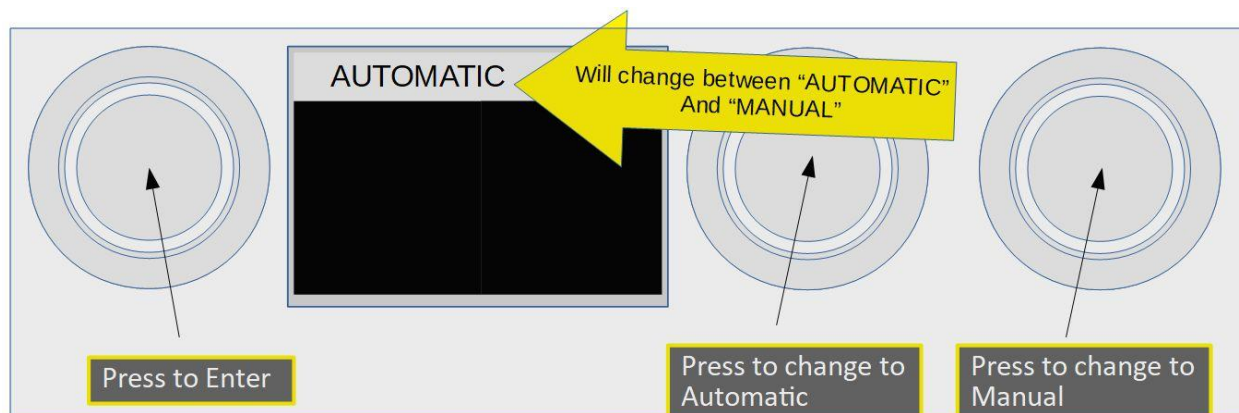 AUTOMATIC
Will change between “AUTOMATIC”
And “MANUAL”
Press to Enter
Press to change to
Automatic
Press to change to
Manual